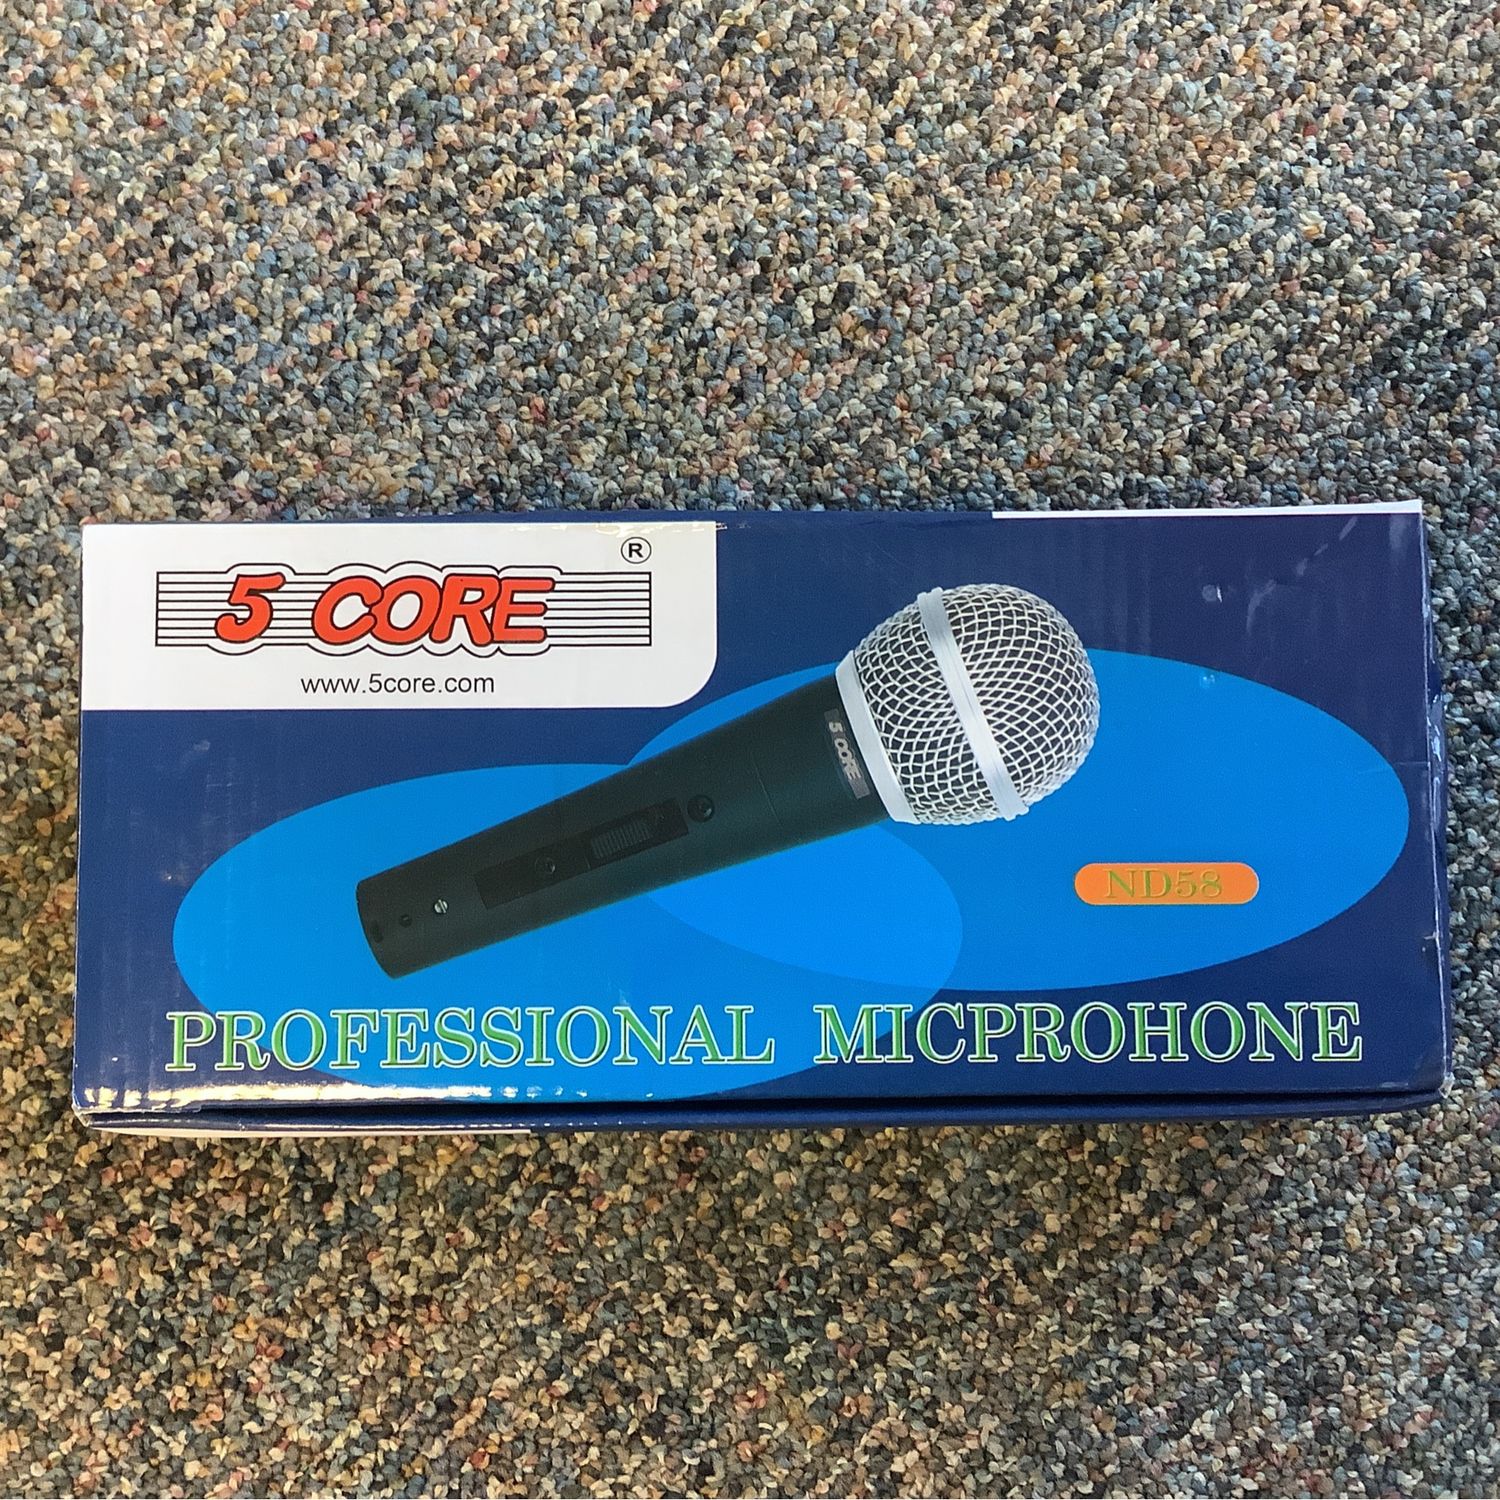 5 CORE ®
www.5core.com
5 CORE
ND58
PROFESSIONAL MICPROHONE